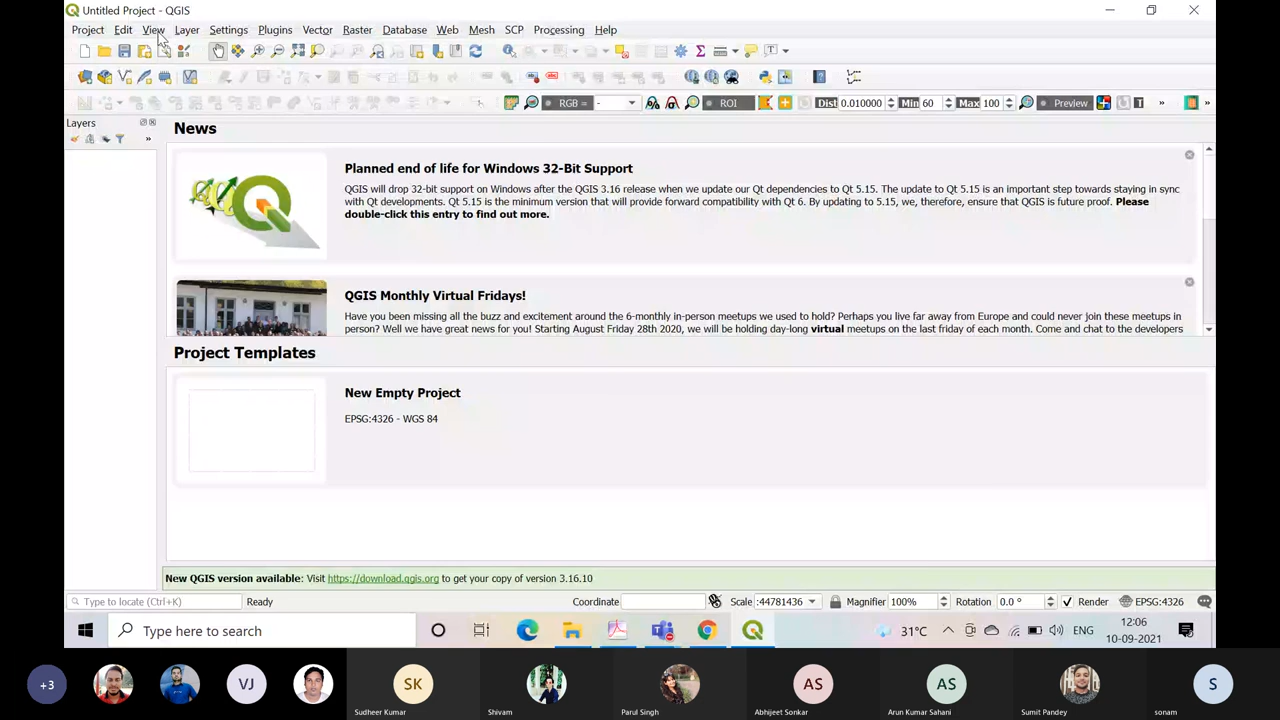 Untitled Project - QGIS
Project Edit View Layer Settings Plugins Vector Raster Database Web Mesh SCP Processing Help
RGB = - ROI Dist 0.010000 Min 60 Max 100 Preview T » »
Layers
»
News
Planned end of life for Windows 32-Bit Support
QGIS will drop 32-bit support on Windows after the QGIS 3.16 release when we update our Qt dependencies to Qt 5.15. The update to Qt 5.15 is an important step towards staying in sync
with Qt developments. Qt 5.15 is the minimum version that will provide forward compatibility with Qt 6. By updating to 5.15, we, therefore, ensure that QGIS is future proof. Please
double-click this entry to find out more.
QGIS Monthly Virtual Fridays!
Have you been missing all the buzz and excitement around the 6-monthly in-person meetups we used to hold? Perhaps you live far away from Europe and could never join these meetups in
person? Well we have great news for you! Starting August Friday 28th 2020, we will be holding day-long virtual meetups on the last friday of each month. Come and chat to the developers
Project Templates
New Empty Project
EPSG:4326 - WGS 84
New QGIS version available: Visit https://download.qgis.org to get your copy of version 3.16.10
Type to locate (Ctrl+K) Ready Coordinate Scale :44781436 Magnifier 100% Rotation 0.0 ° Render EPSG:4326
Type here to search 31°C ENG 12:06
10-09-2021
+3 VJ SK AS AS S
Sudheer Kumar Shivam Parul Singh Abhijeet Sonkar Arun Kumar Sahani Sumit Pandey sonam